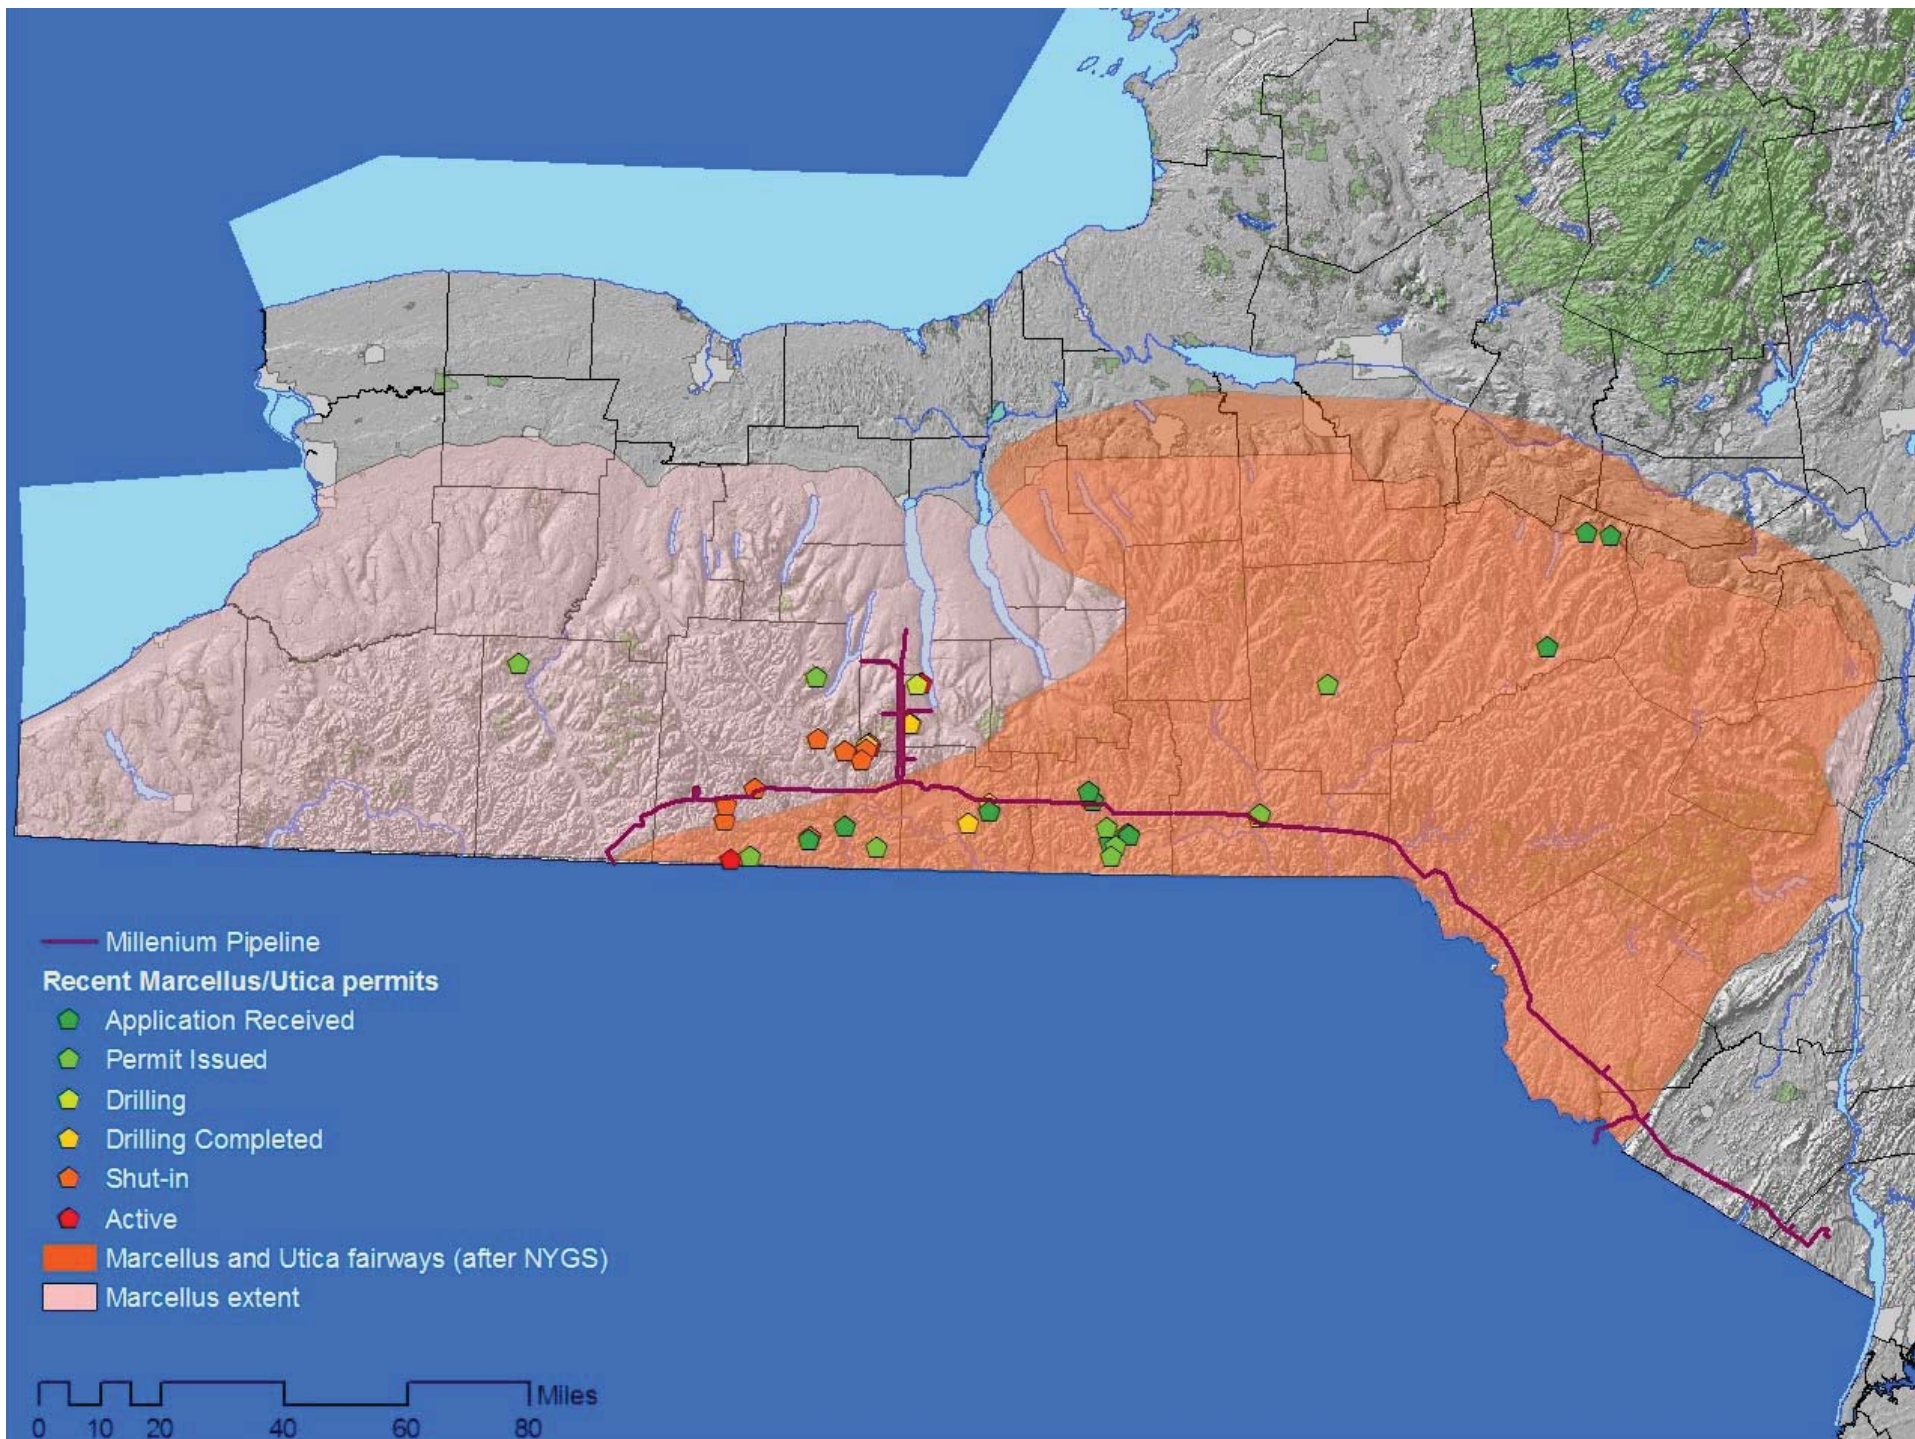 Millenium Pipeline
Recent Marcellus/Utica permits
Application Received
Permit Issued
Drilling
Drilling Completed
Shut-in
Active
Marcellus and Utica fairways (after NYGS)
Marcellus extent
Miles
0 10 20 40 60 80